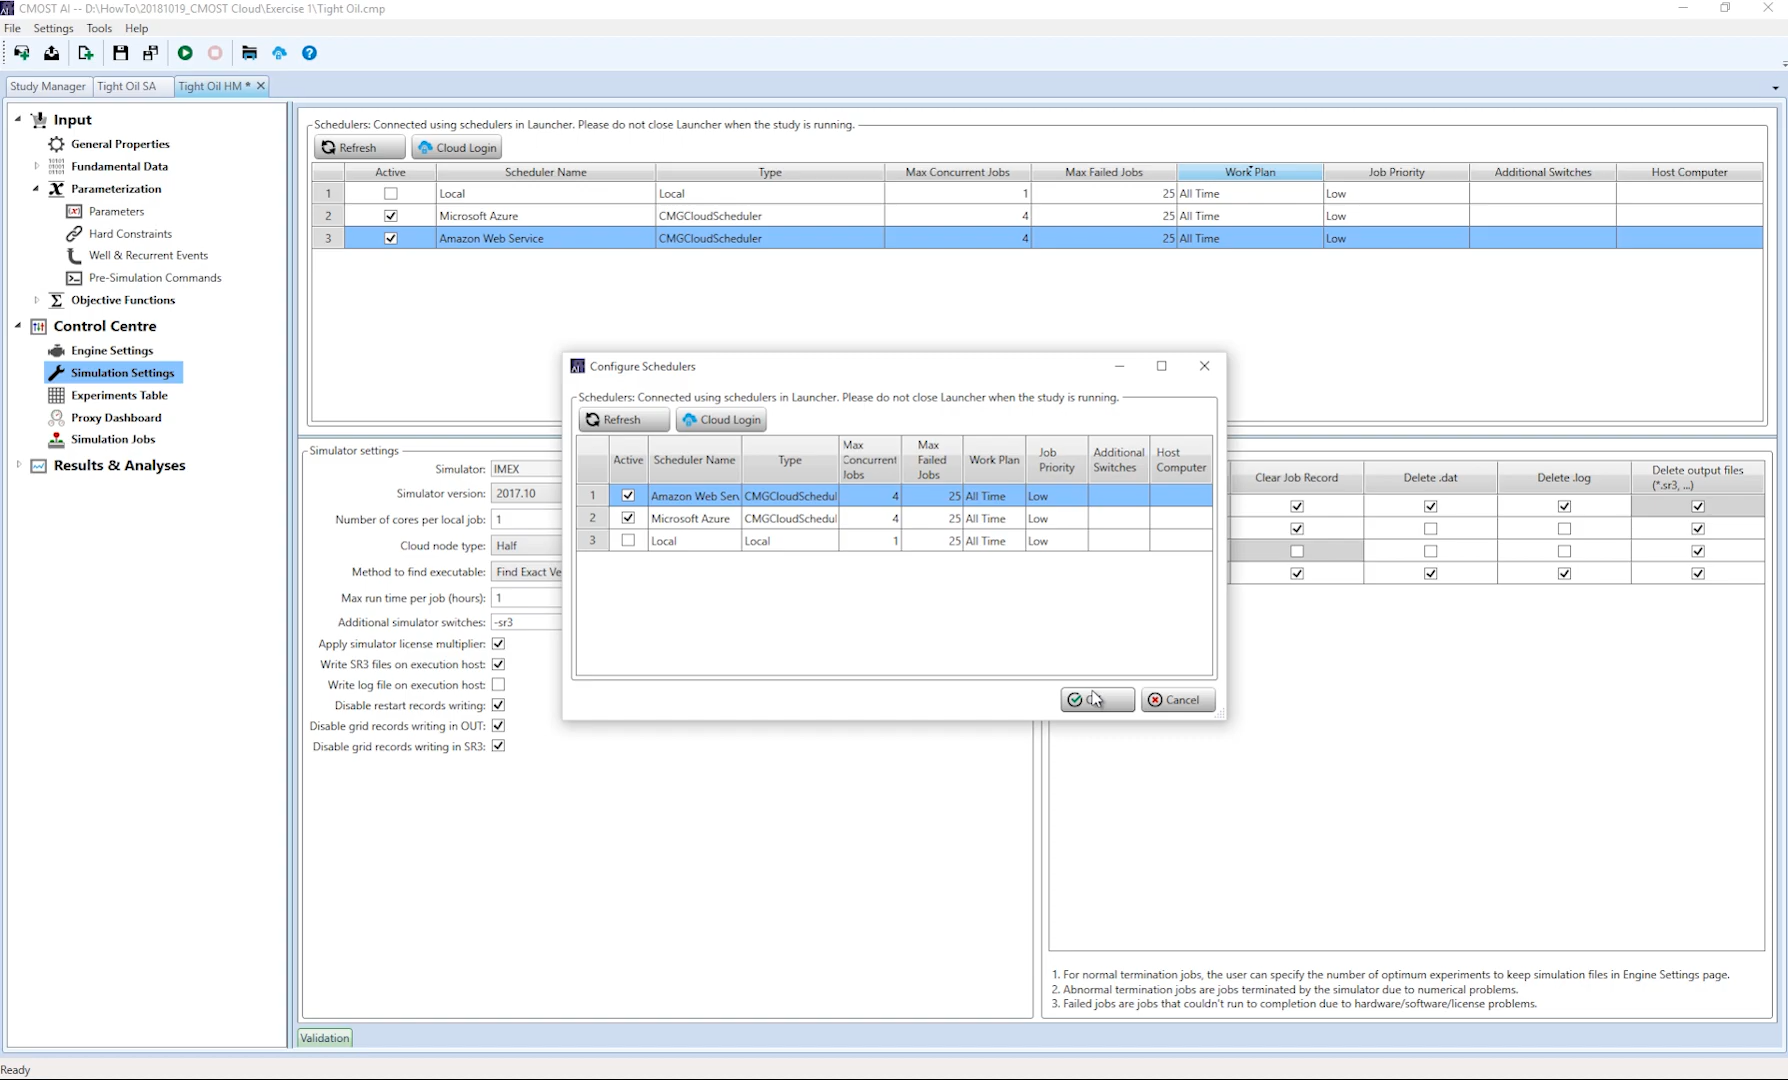 CMOST AI -- D:\HowTo\20181019_CMOST Cloud\Exercise 1\Tight Oil.cmp
File Settings Tools Help
Study Manager Tight Oil SA Tight Oil HM *
Input
General Properties
Fundamental Data
Parameterization
Parameters
Hard Constraints
Well & Recurrent Events
Pre-Simulation Commands
Objective Functions
Control Centre
Engine Settings
Simulation Settings
Experiments Table
Proxy Dashboard
Simulation Jobs
Results & Analyses
Schedulers: Connected using schedulers in Launcher. Please do not close Launcher when the study is running.
Refresh Cloud Login
Active Scheduler Name Type Max Concurrent Jobs Max Failed Jobs Work Plan Job Priority Additional Switches Host Computer
1 Local Local 1 25 All Time Low
2 Microsoft Azure CMGCloudScheduler 4 25 All Time Low
3 Amazon Web Service CMGCloudScheduler 4 25 All Time Low
Simulator settings
Simulator: IMEX
Simulator version: 2017.10
Number of cores per local job: 1
Cloud node type: Half
Method to find executable: Find Exact Ve
Max run time per job (hours): 1
Additional simulator switches: -sr3
Apply simulator license multiplier:
Write SR3 files on execution host:
Write log file on execution host:
Disable restart records writing:
Disable grid records writing in OUT:
Disable grid records writing in SR3:
Configure Schedulers
Schedulers: Connected using schedulers in Launcher. Please do not close Launcher when the study is running.
Refresh Cloud Login
Active Scheduler Name Type Max Concurrent Jobs Max Failed Jobs Work Plan Job Priority Additional Switches Host Computer
1 Amazon Web Serv CMGCloudSchedul 4 25 All Time Low
2 Microsoft Azure CMGCloudSchedul 4 25 All Time Low
3 Local Local 1 25 All Time Low
Cancel
Clear Job Record Delete .dat Delete .log Delete output files (*.sr3, ...)
1. For normal termination jobs, the user can specify the number of optimum experiments to keep simulation files in Engine Settings page.
2. Abnormal termination jobs are jobs terminated by the simulator due to numerical problems.
3. Failed jobs are jobs that couldn't run to completion due to hardware/software/license problems.
Validation
Ready